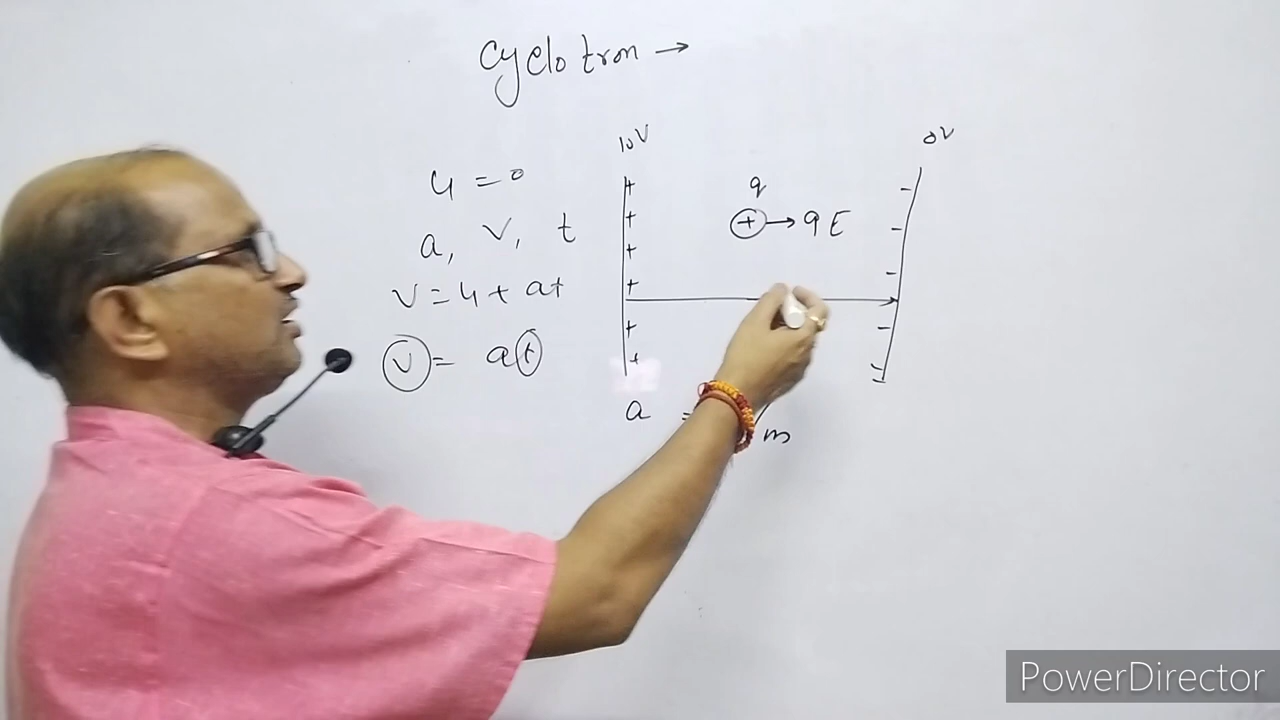 Cyclotron →
10V
0V
u = 0
q
+ → qE
a, v, t
v = u + at
v = at
+
+
+
+
+
+
-
-
-
-
-
a =
m
PowerDirector